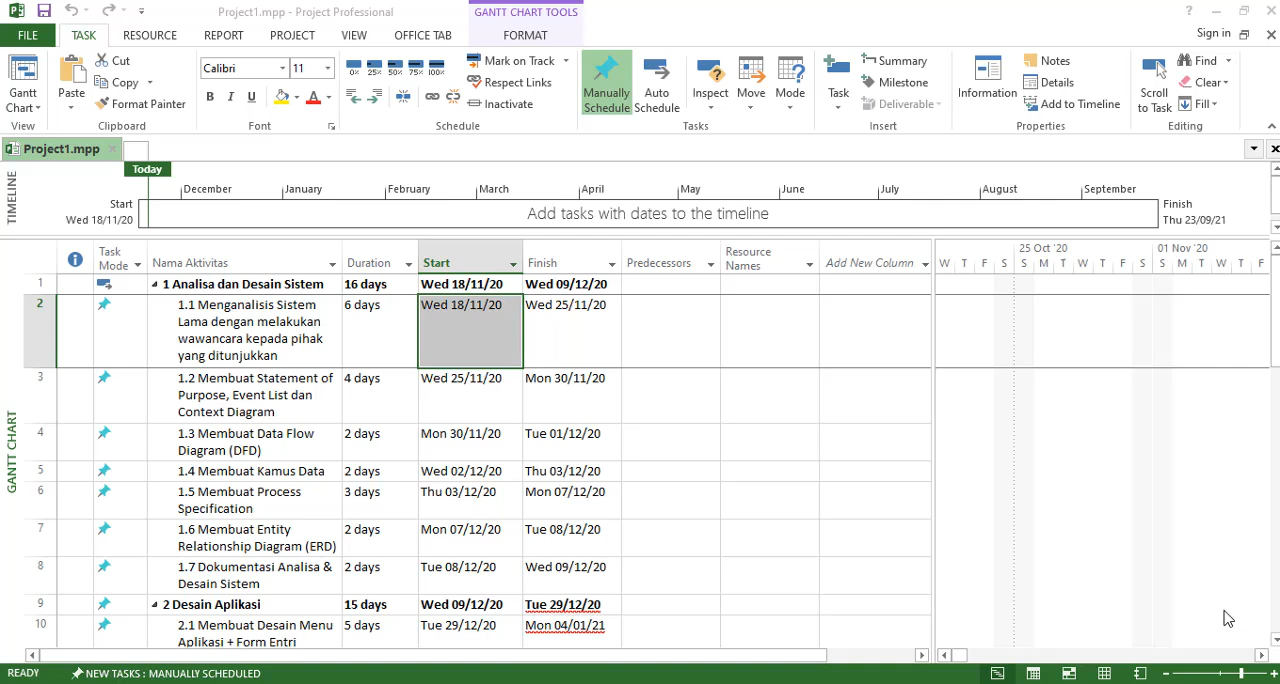 Project1.mpp - Project Professional
GANTT CHART TOOLS
?
FILE TASK RESOURCE REPORT PROJECT VIEW OFFICE TAB FORMAT
Sign in
Gantt Chart
View
Paste
Cut
Copy
Format Painter
Clipboard
Calibri 11
B I U A
Font
0% 25% 50% 75% 100%
Mark on Track
Respect Links
Inactivate
Schedule
Manually Schedule
Auto Schedule
Inspect
Move
Mode
Tasks
Task
Summary
Milestone
Deliverable
Insert
Information
Notes
Details
Add to Timeline
Properties
Scroll to Task
Find
Clear
Fill
Editing
Project1.mpp
TIMELINE
Today
December January February March April May June July August September
Start
Wed 18/11/20
Add tasks with dates to the timeline
Finish
Thu 23/09/21
GANTT CHART
Task Mode Nama Aktivitas Duration Start Finish Predecessors Resource Names Add New Column
25 Oct '20 01 Nov '20
W T F S S M T W T F S S M T W T F
1 1 Analisa dan Desain Sistem 16 days Wed 18/11/20 Wed 09/12/20
2 1.1 Menganalisis Sistem 6 days Wed 18/11/20 Wed 25/11/20
Lama dengan melakukan
wawancara kepada pihak
yang ditunjukkan
3 1.2 Membuat Statement of 4 days Wed 25/11/20 Mon 30/11/20
Purpose, Event List dan
Context Diagram
4 1.3 Membuat Data Flow 2 days Mon 30/11/20 Tue 01/12/20
Diagram (DFD)
5 1.4 Membuat Kamus Data 2 days Wed 02/12/20 Thu 03/12/20
6 1.5 Membuat Process 3 days Thu 03/12/20 Mon 07/12/20
Specification
7 1.6 Membuat Entity 2 days Mon 07/12/20 Tue 08/12/20
Relationship Diagram (ERD)
8 1.7 Dokumentasi Analisa & 2 days Tue 08/12/20 Wed 09/12/20
Desain Sistem
9 2 Desain Aplikasi 15 days Wed 09/12/20 Tue 29/12/20
10 2.1 Membuat Desain Menu 5 days Tue 29/12/20 Mon 04/01/21
Aplikasi + Form Entri
READY NEW TASKS : MANUALLY SCHEDULED